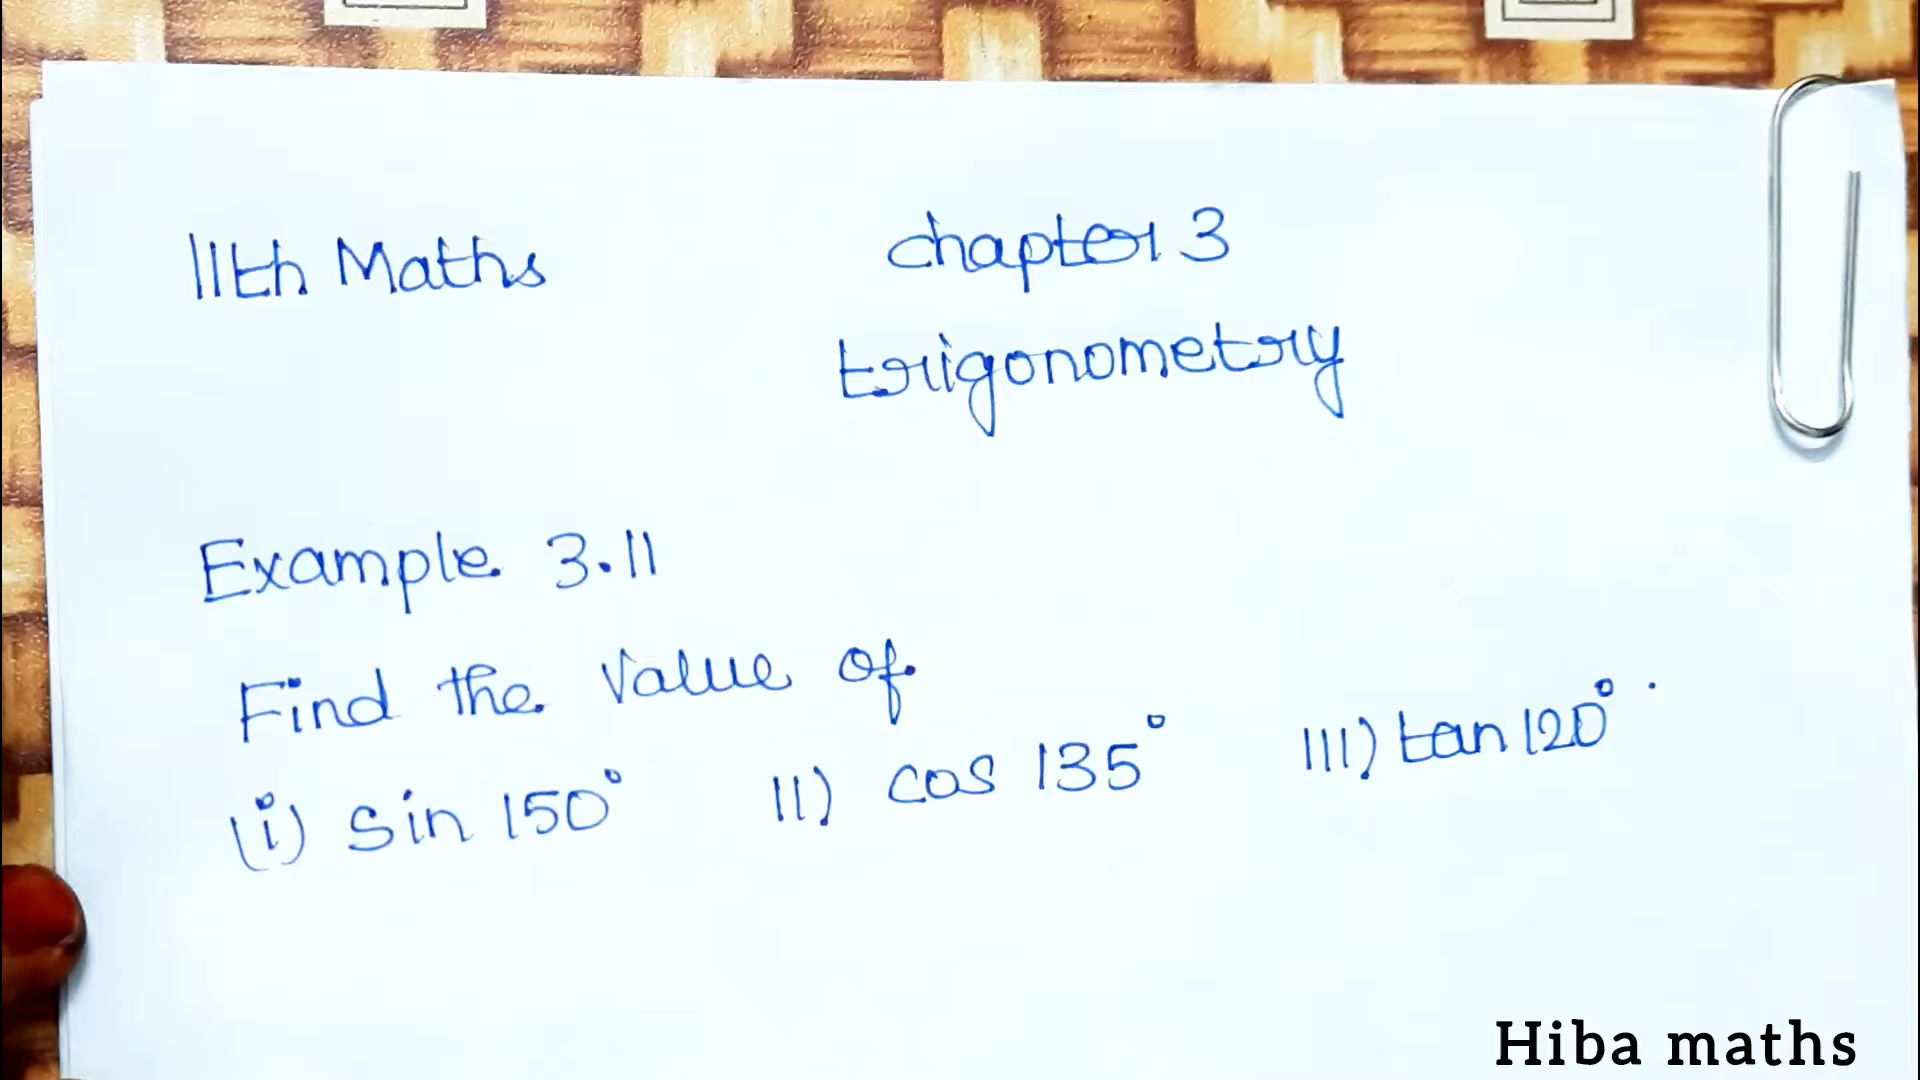 11th Maths
chapter 3
trigonometry
Example 3.11
Find the value of
(i) sin 150° II) cos 135° III) tan 120°.
Hiba maths